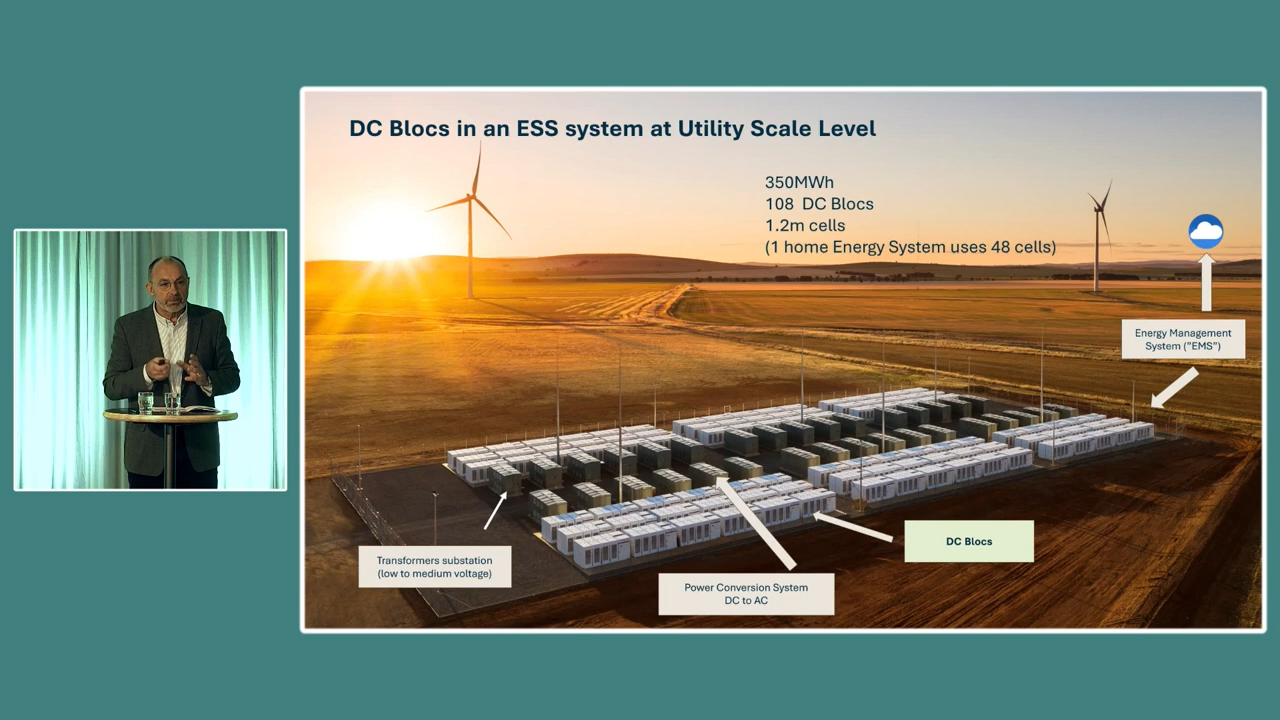 DC Blocs in an ESS system at Utility Scale Level
350MWh
108 DC Blocs
1.2m cells
(1 home Energy System uses 48 cells)
Energy Management
System ("EMS")
DC Blocs
Transformers substation
(low to medium voltage)
Power Conversion System
DC to AC